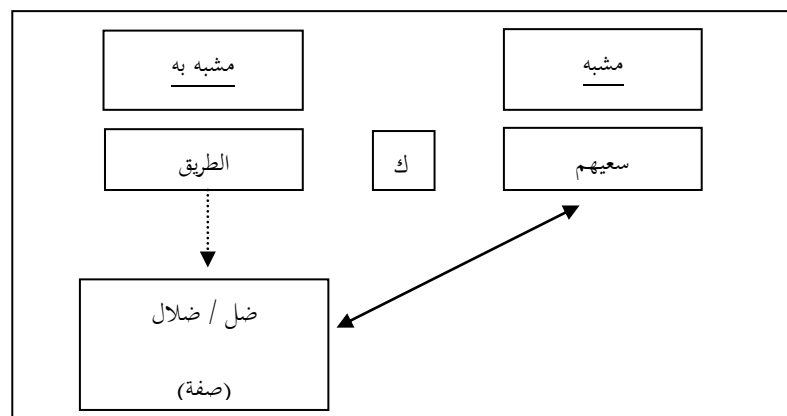 مشبه
مشبه به
سعيهم
ك
الطريق
ضل / ضلال
(صفة)